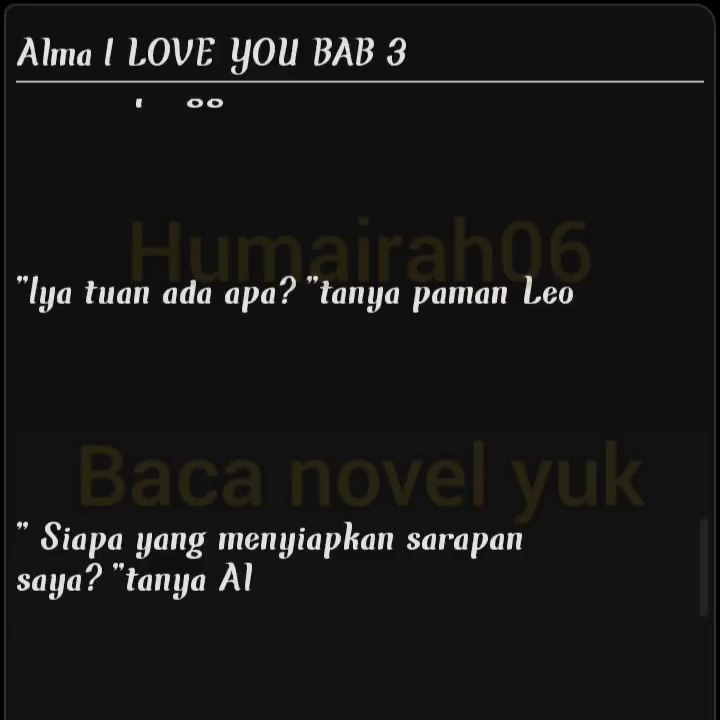 Alma I LOVE YOU BAB 3
Humairah06
"Iya tuan ada apa? "tanya paman Leo
Baca novel yuk
" Siapa yang menyiapkan sarapan
saya? "tanya Al